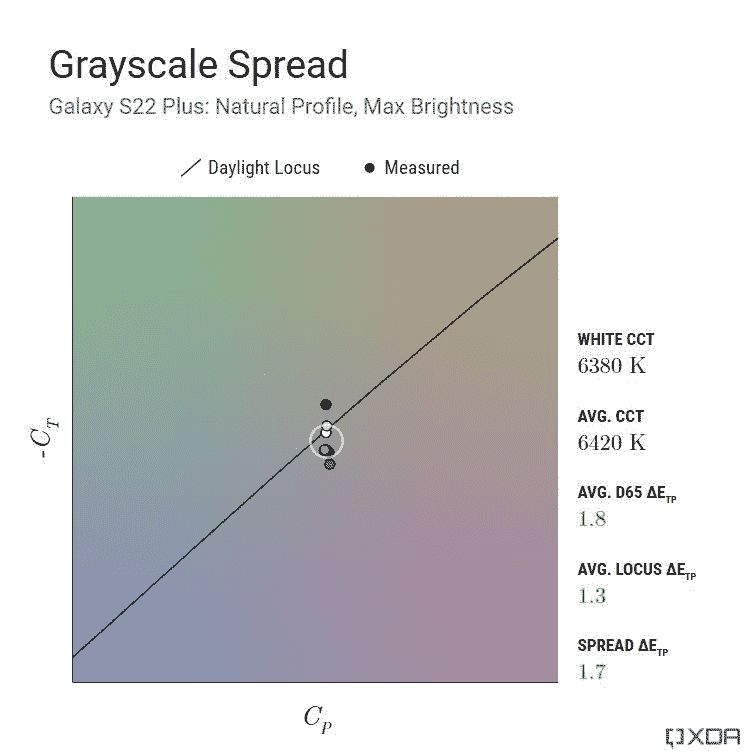 Grayscale Spread
Galaxy S22 Plus: Natural Profile, Max Brightness
Daylight Locus
Measured
-C_T
C_P
WHITE CCT
6380 K
AVG. CCT
6420 K
AVG. D65 ΔE_TP
1.8
AVG. LOCUS ΔE_TP
1.3
SPREAD ΔE_TP
1.7
XDA